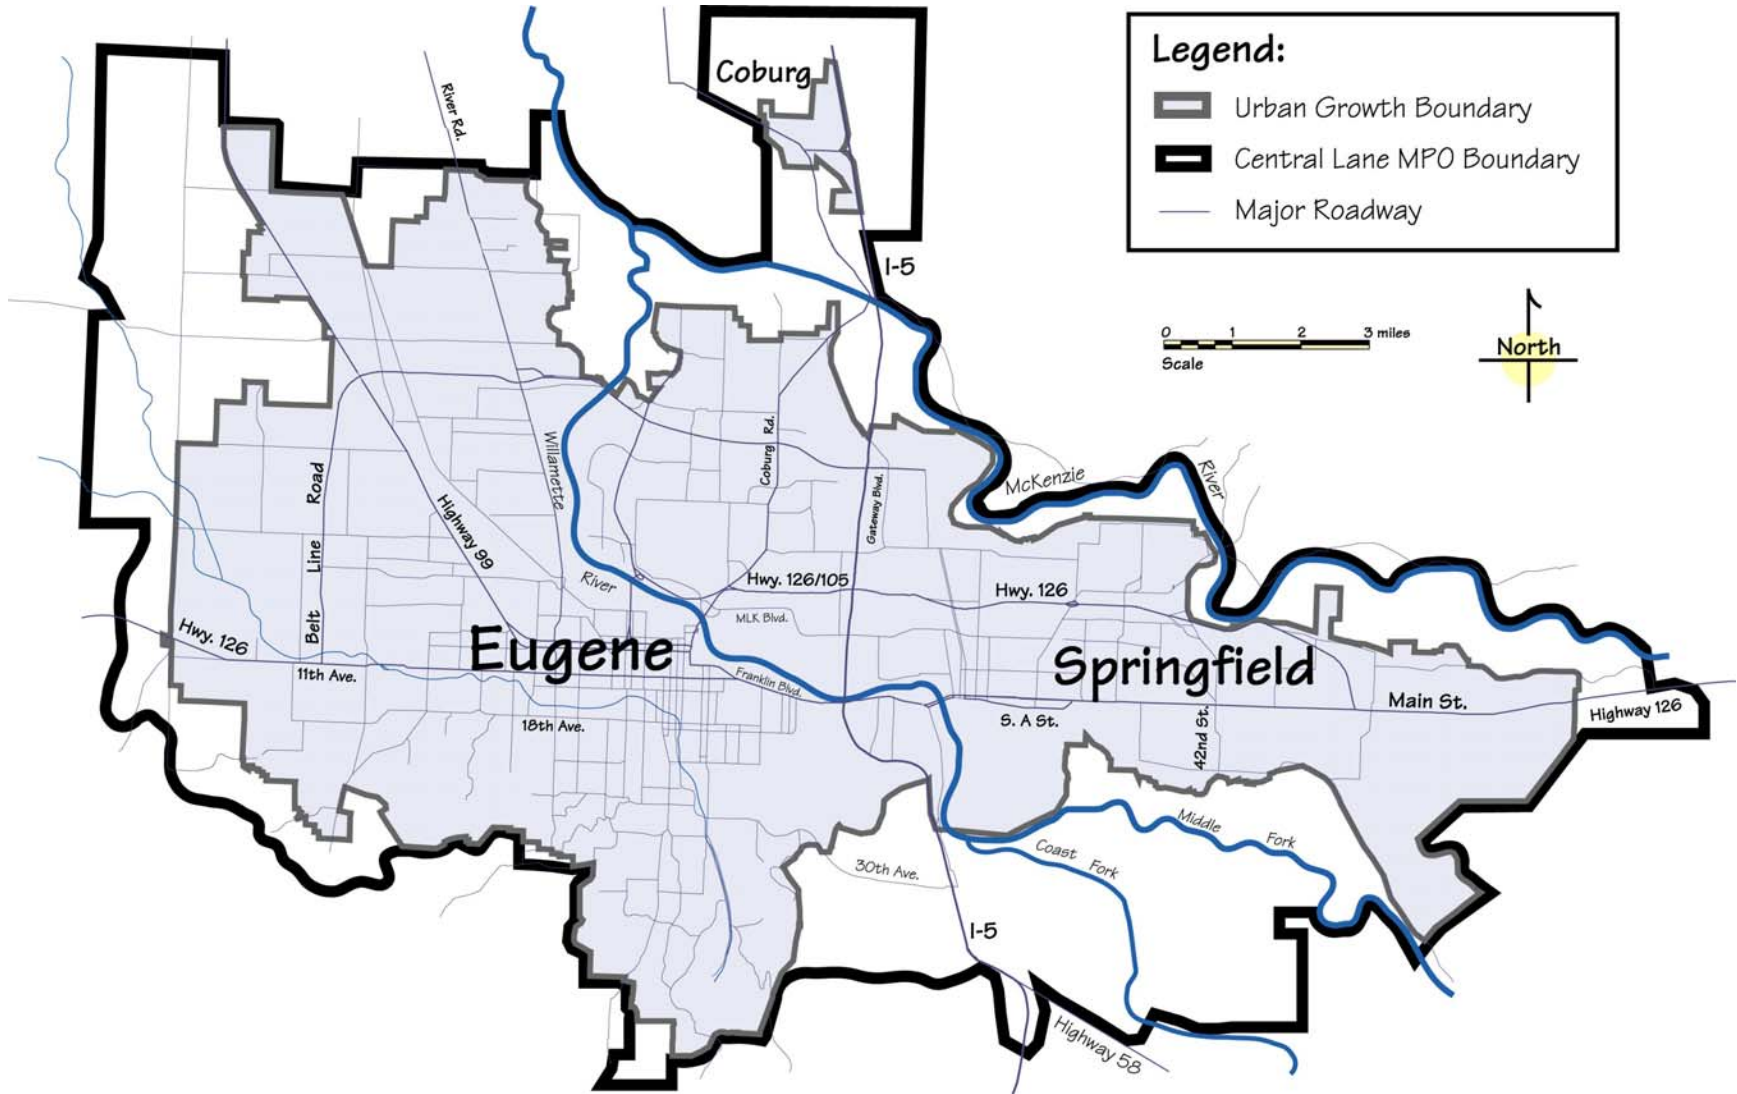 Legend:
Urban Growth Boundary
Central Lane MPO Boundary
Major Roadway
Coburg
River Rd.
I-5
0 1 2 3 miles
Scale
North
Willamette
Coburg Rd.
Gateway Blvd.
McKenzie
River
Belt Line Road
Highway 99
River
Hwy. 126/105
Hwy. 126
MLK Blvd.
Hwy. 126
Eugene
Springfield
11th Ave.
Franklin Blvd.
Main St.
Highway 126
18th Ave.
S. A St.
42nd St.
Middle Fork
Coast Fork
30th Ave.
I-5
Highway 58